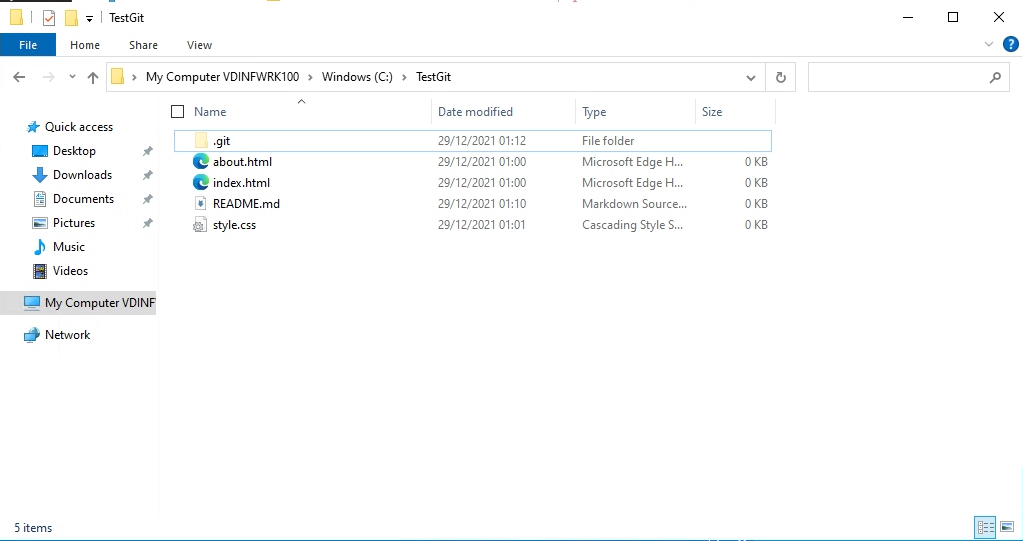 TestGit
File Home Share View
My Computer VDINFWRK100 Windows (C:) TestGit
Name Date modified Type Size
Quick access
Desktop
Downloads
Documents
Pictures
Music
Videos
My Computer VDINF
Network
.git 29/12/2021 01:12 File folder
about.html 29/12/2021 01:00 Microsoft Edge H... 0 KB
index.html 29/12/2021 01:00 Microsoft Edge H... 0 KB
README.md 29/12/2021 01:10 Markdown Source... 0 KB
style.css 29/12/2021 01:01 Cascading Style S... 0 KB
5 items